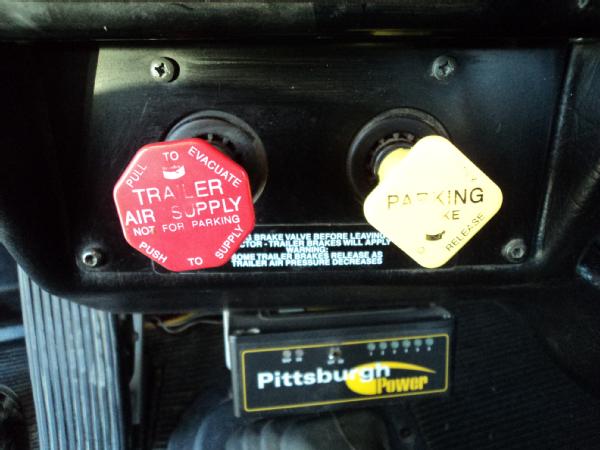 PULL TO EVACUATE
TRAILER
AIR SUPPLY
NOT FOR PARKING
PUSH TO SUPPLY
PARKING
KE
RELEASE
BRAKE VALVE BEFORE LEAVING
CTOR - TRAILER BRAKES WILL APPLY
WARNING:
SOME TRAILER BRAKES RELEASE AS
TRAILER AIR PRESSURE DECREASES
Pittsburgh
Power